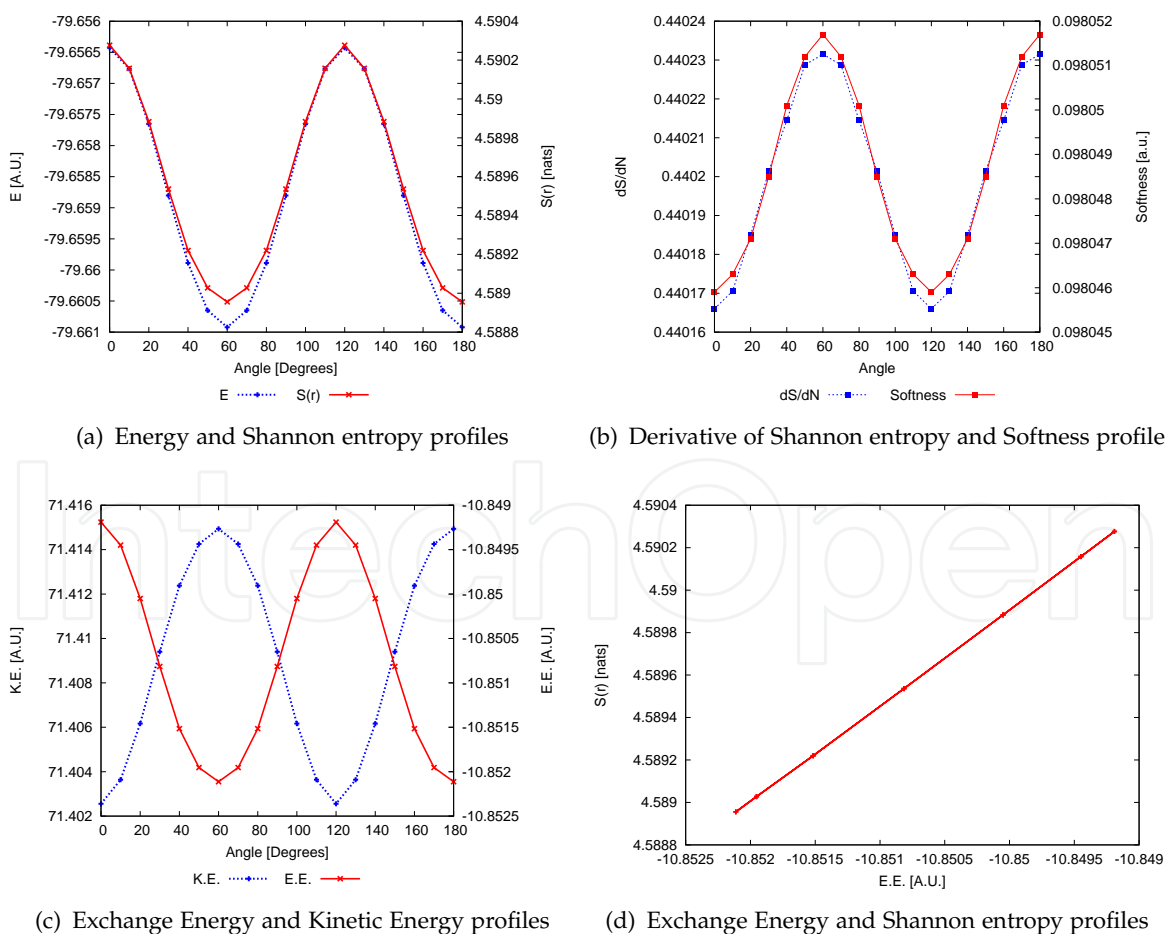 -79.656
-79.6565
-79.657
-79.6575
-79.658
-79.6585
-79.659
-79.6595
-79.66
-79.6605
-79.661
E [A.U.]
4.5904
4.5902
4.59
4.5898
4.5896
4.5894
4.5892
4.589
4.5888
S(r) [nats]
0 20 40 60 80 100 120 140 160 180
Angle [Degrees]
E S(r)
(a) Energy and Shannon entropy profiles
0.44024
0.44023
0.44022
0.44021
0.4402
0.44019
0.44018
0.44017
0.44016
dS/dN
0.098052
0.098051
0.09805
0.098049
0.098048
0.098047
0.098046
0.098045
Softness [a.u.]
0 20 40 60 80 100 120 140 160 180
Angle
dS/dN Softness
(b) Derivative of Shannon entropy and Softness profile
71.416
71.414
71.412
71.41
71.408
71.406
71.404
71.402
K.E. [A.U.]
-10.849
-10.8495
-10.85
-10.8505
-10.851
-10.8515
-10.852
-10.8525
E.E. [A.U.]
0 20 40 60 80 100 120 140 160 180
Angle [Degrees]
K.E. E.E.
(c) Exchange Energy and Kinetic Energy profiles
4.5904
4.5902
4.59
4.5898
4.5896
4.5894
4.5892
4.589
4.5888
S(r) [nats]
-10.8525 -10.852 -10.8515 -10.851 -10.8505 -10.85 -10.8495 -10.849
E.E. [A.U.]
(d) Exchange Energy and Shannon entropy profiles
IntechOpen